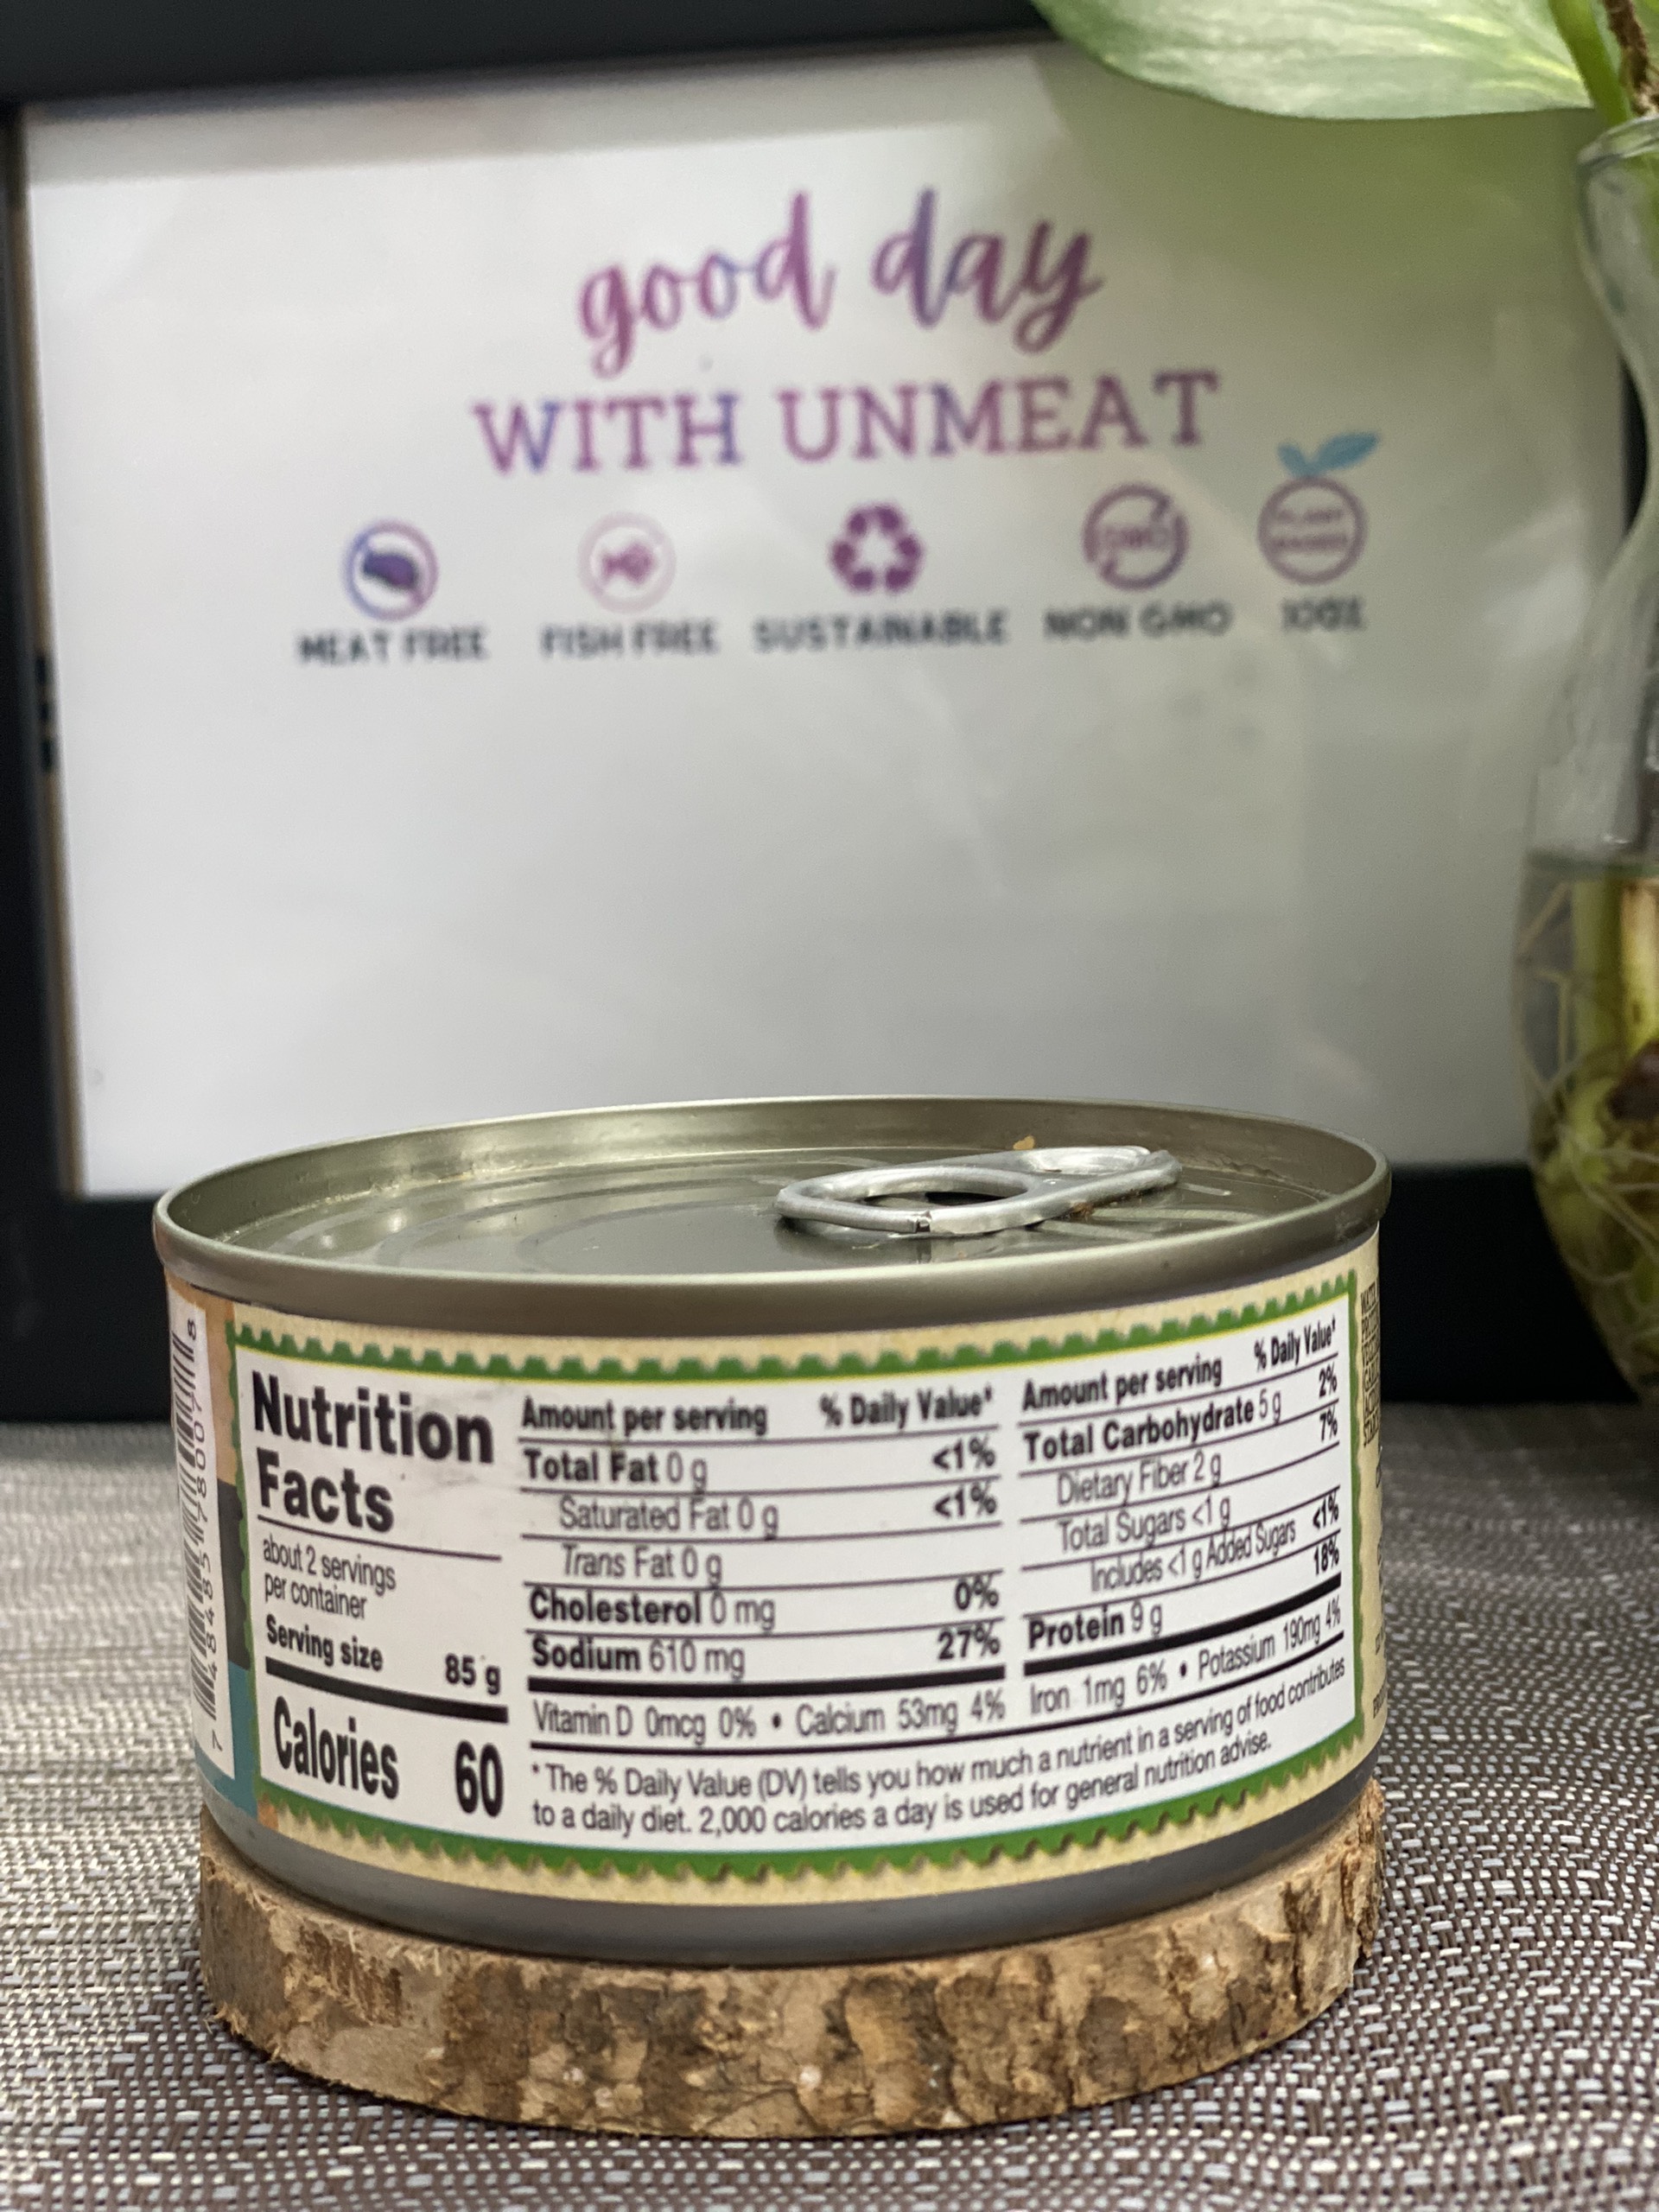 good day
WITH UNMEAT
MEAT FREE
FISH FREE
SUSTAINABLE
GMO
NON GMO
PLANT
BASED
100%
Nutrition
Facts
about 2 servings
per container
Serving size 85 g
Calories 60
Amount per serving % Daily Value*
Total Fat 0 g <1%
Saturated Fat 0 g <1%
Trans Fat 0 g
Cholesterol 0 mg 0%
Sodium 610 mg 27%
Vitamin D 0mcg 0% • Calcium 53mg 4%
Amount per serving % Daily Value*
Total Carbohydrate 5 g 2%
Dietary Fiber 2 g 7%
Total Sugars <1 g
Includes <1 g Added Sugars <1%
Protein 9 g 18%
Iron 1mg 6% • Potassium 190mg 4%
*The % Daily Value (DV) tells you how much a nutrient in a serving of food contributes
to a daily diet. 2,000 calories a day is used for general nutrition advise.